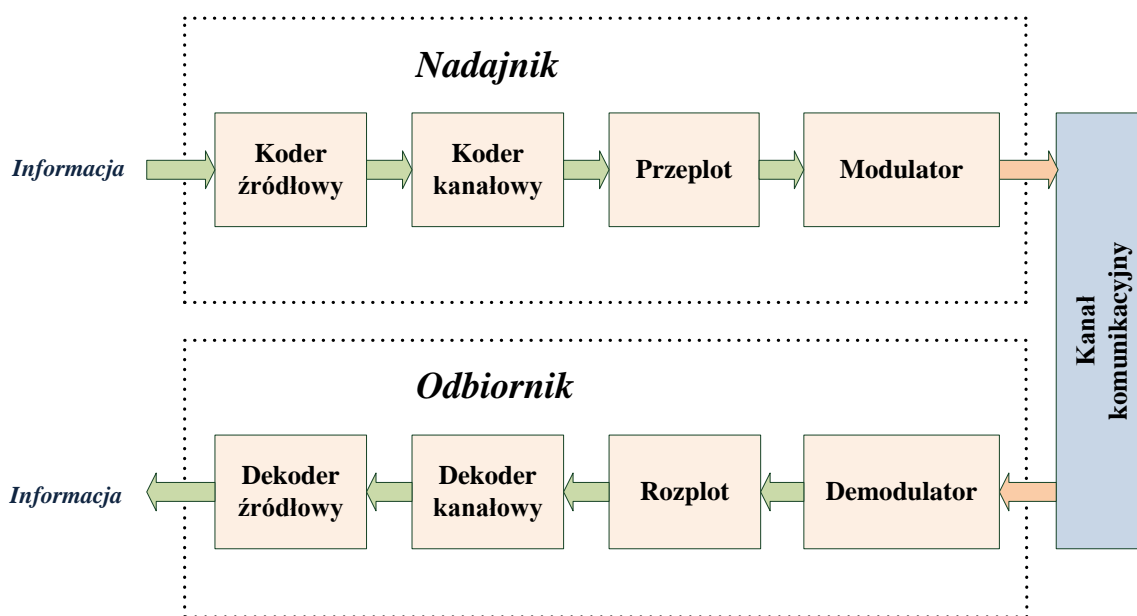 Nadajnik
Informacja
Koder
źródłowy
Koder
kanałowy
Przeplot
Modulator
Kanał
komunikacyjny
Odbiornik
Informacja
Dekoder
źródłowy
Dekoder
kanałowy
Rozplot
Demodulator